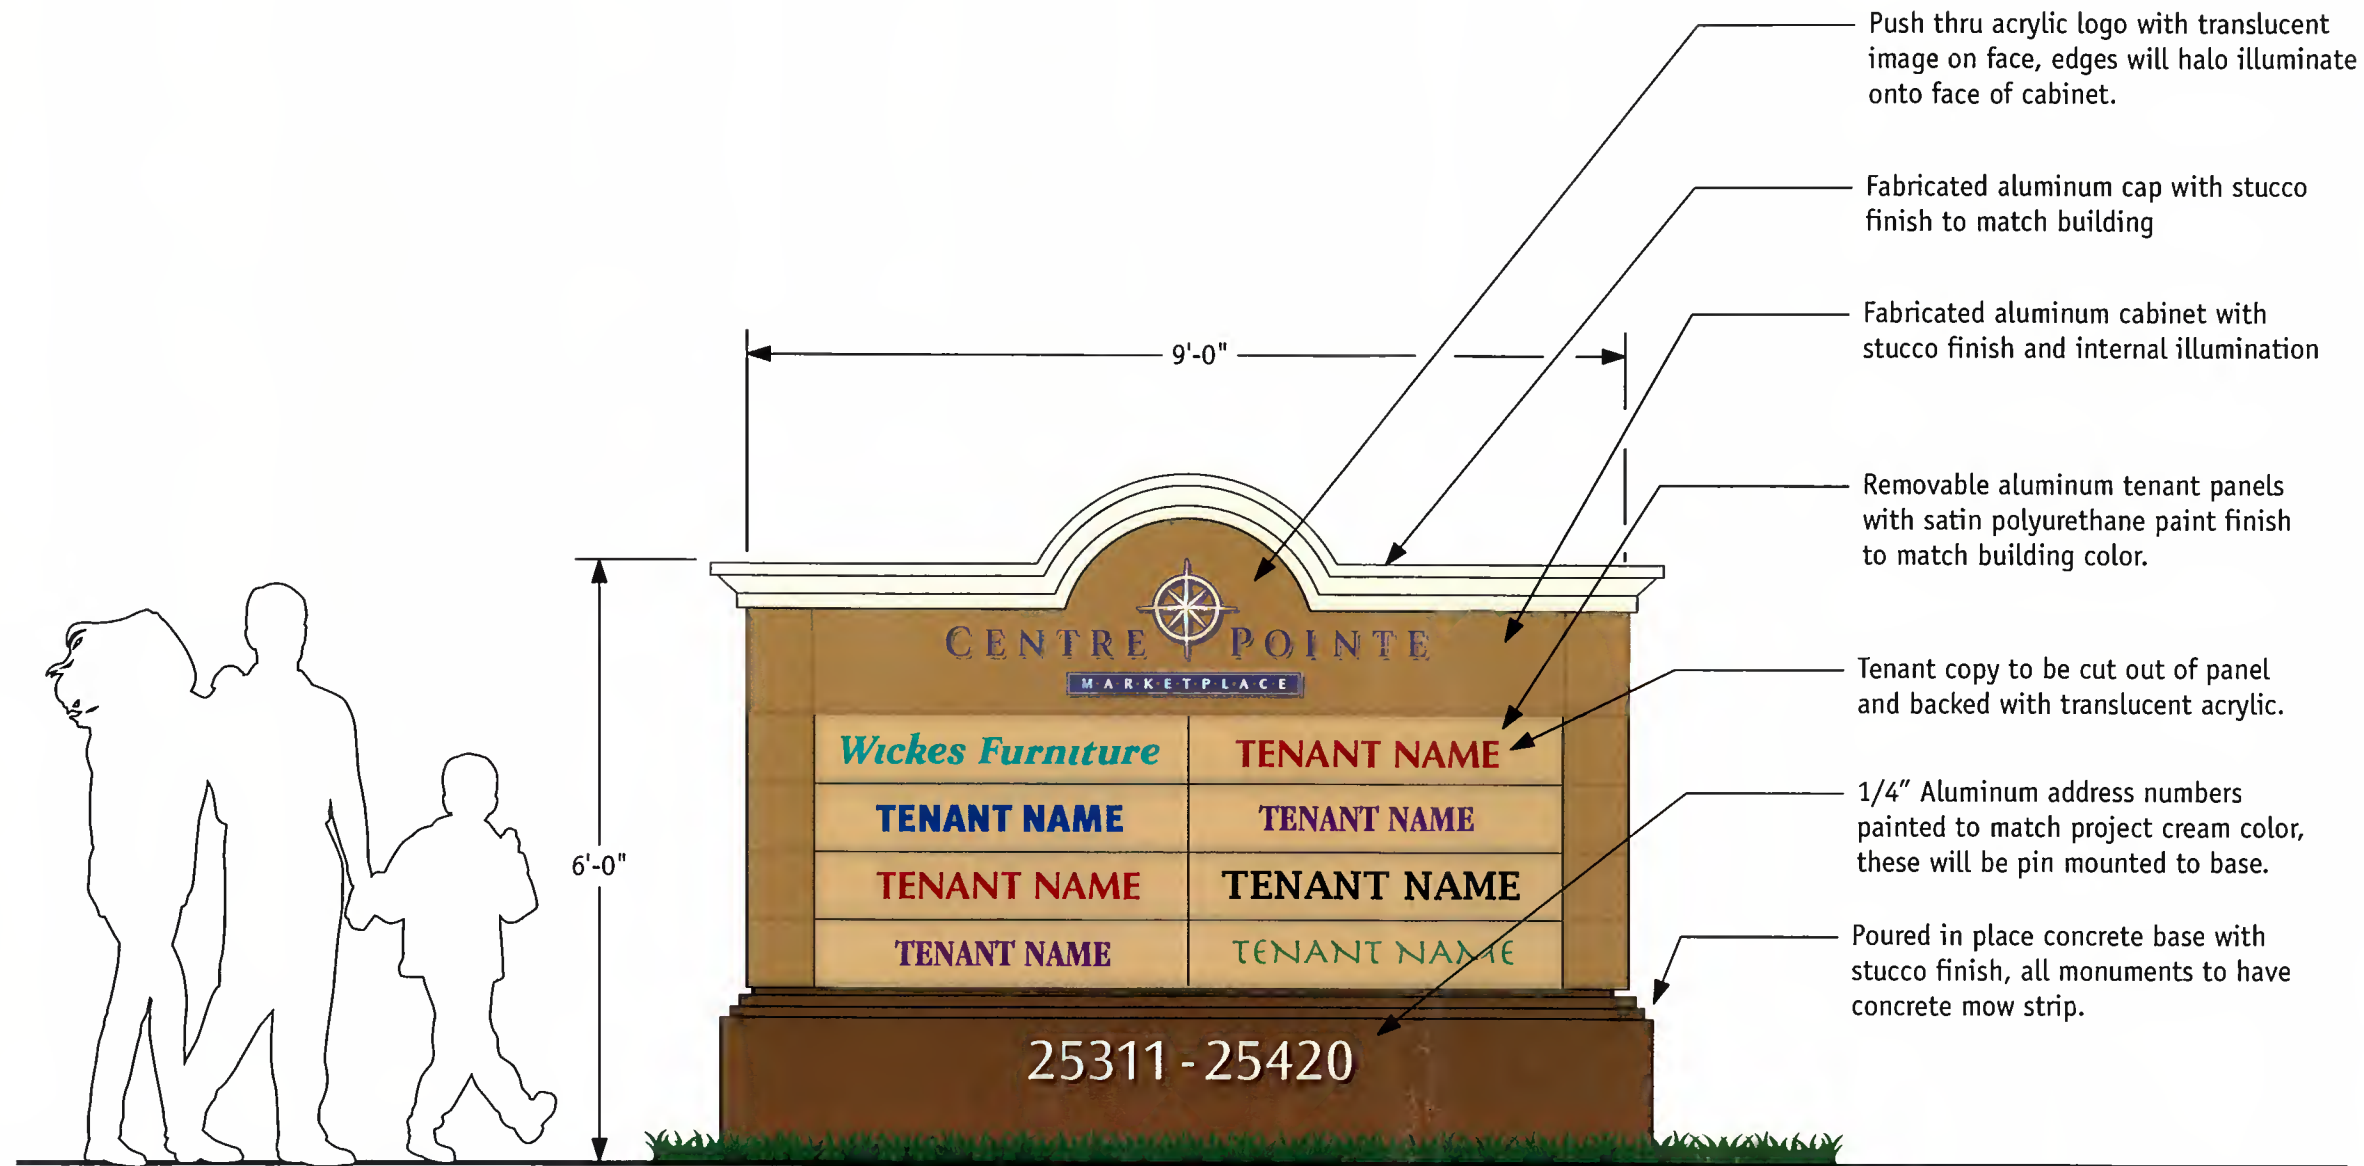 Push thru acrylic logo with translucent
image on face, edges will halo illuminate
onto face of cabinet.
Fabricated aluminum cap with stucco
finish to match building
Fabricated aluminum cabinet with
stucco finish and internal illumination
9'-0"
Removable aluminum tenant panels
with satin polyurethane paint finish
to match building color.
CENTRE POINTE
M·A·R·K·E·T·P·L·A·C·E
Tenant copy to be cut out of panel
and backed with translucent acrylic.
Wickes Furniture
TENANT NAME
TENANT NAME
TENANT NAME
1/4" Aluminum address numbers
painted to match project cream color,
these will be pin mounted to base.
6'-0"
TENANT NAME
TENANT NAME
TENANT NAME
TENANT NAME
Poured in place concrete base with
stucco finish, all monuments to have
concrete mow strip.
25311 - 25420